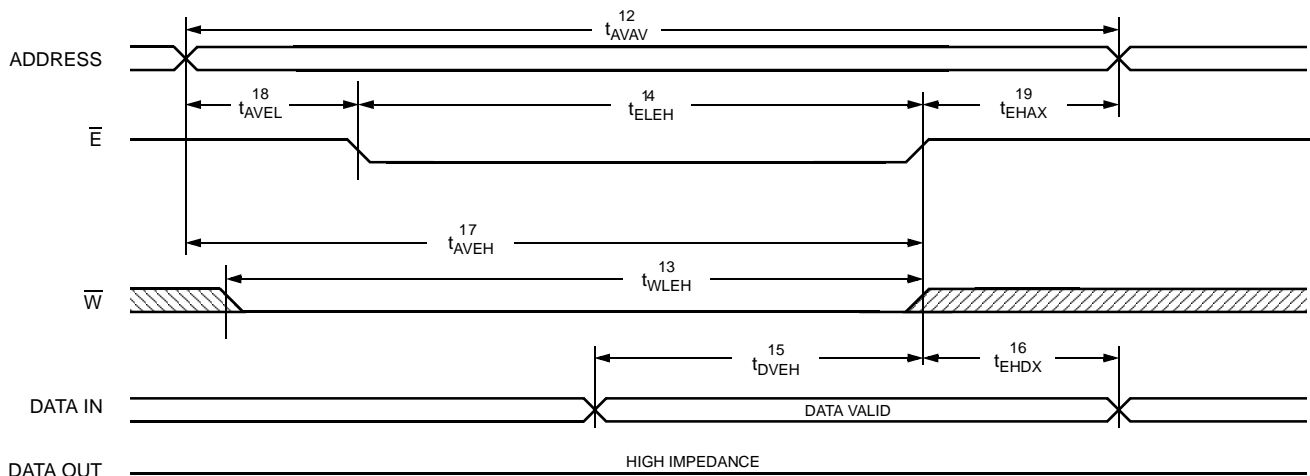 12
tAVAV
ADDRESS
18
tAVEL
14
tELEH
19
tEHAX
E
17
tAVEH
13
tWLEH
W
15
tDVEH
16
tEHDX
DATA IN
DATA VALID
HIGH IMPEDANCE
DATA OUT